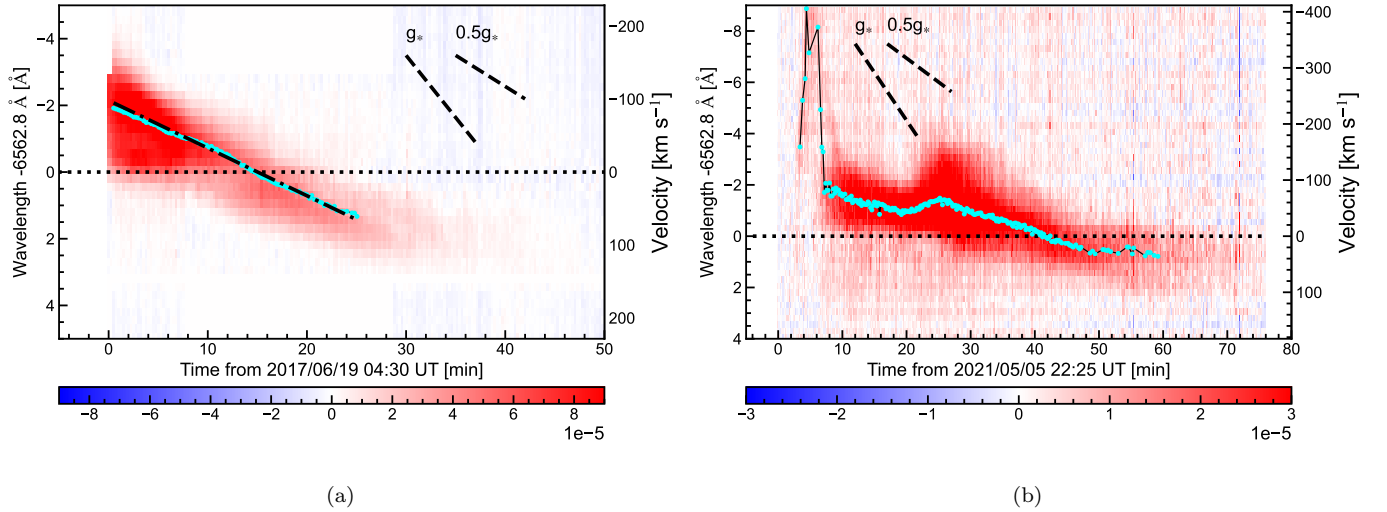 g* 0.5g*
−4 −2 0 2 4
Wavelength -6562.8 Å [Å]
−200 −100 0 100 200
Velocity [km s⁻¹]
0 10 20 30 40 50
Time from 2017/06/19 04:30 UT [min]
−8 −6 −4 −2 0 2 4 6 8
1e−5
(a)
g* 0.5g*
−8 −6 −4 −2 0 2 4
Wavelength -6562.8 Å [Å]
−400 −300 −200 −100 0 100
Velocity [km s⁻¹]
0 10 20 30 40 50 60 70 80
Time from 2021/05/05 22:25 UT [min]
−3 −2 −1 0 1 2 3
1e−5
(b)